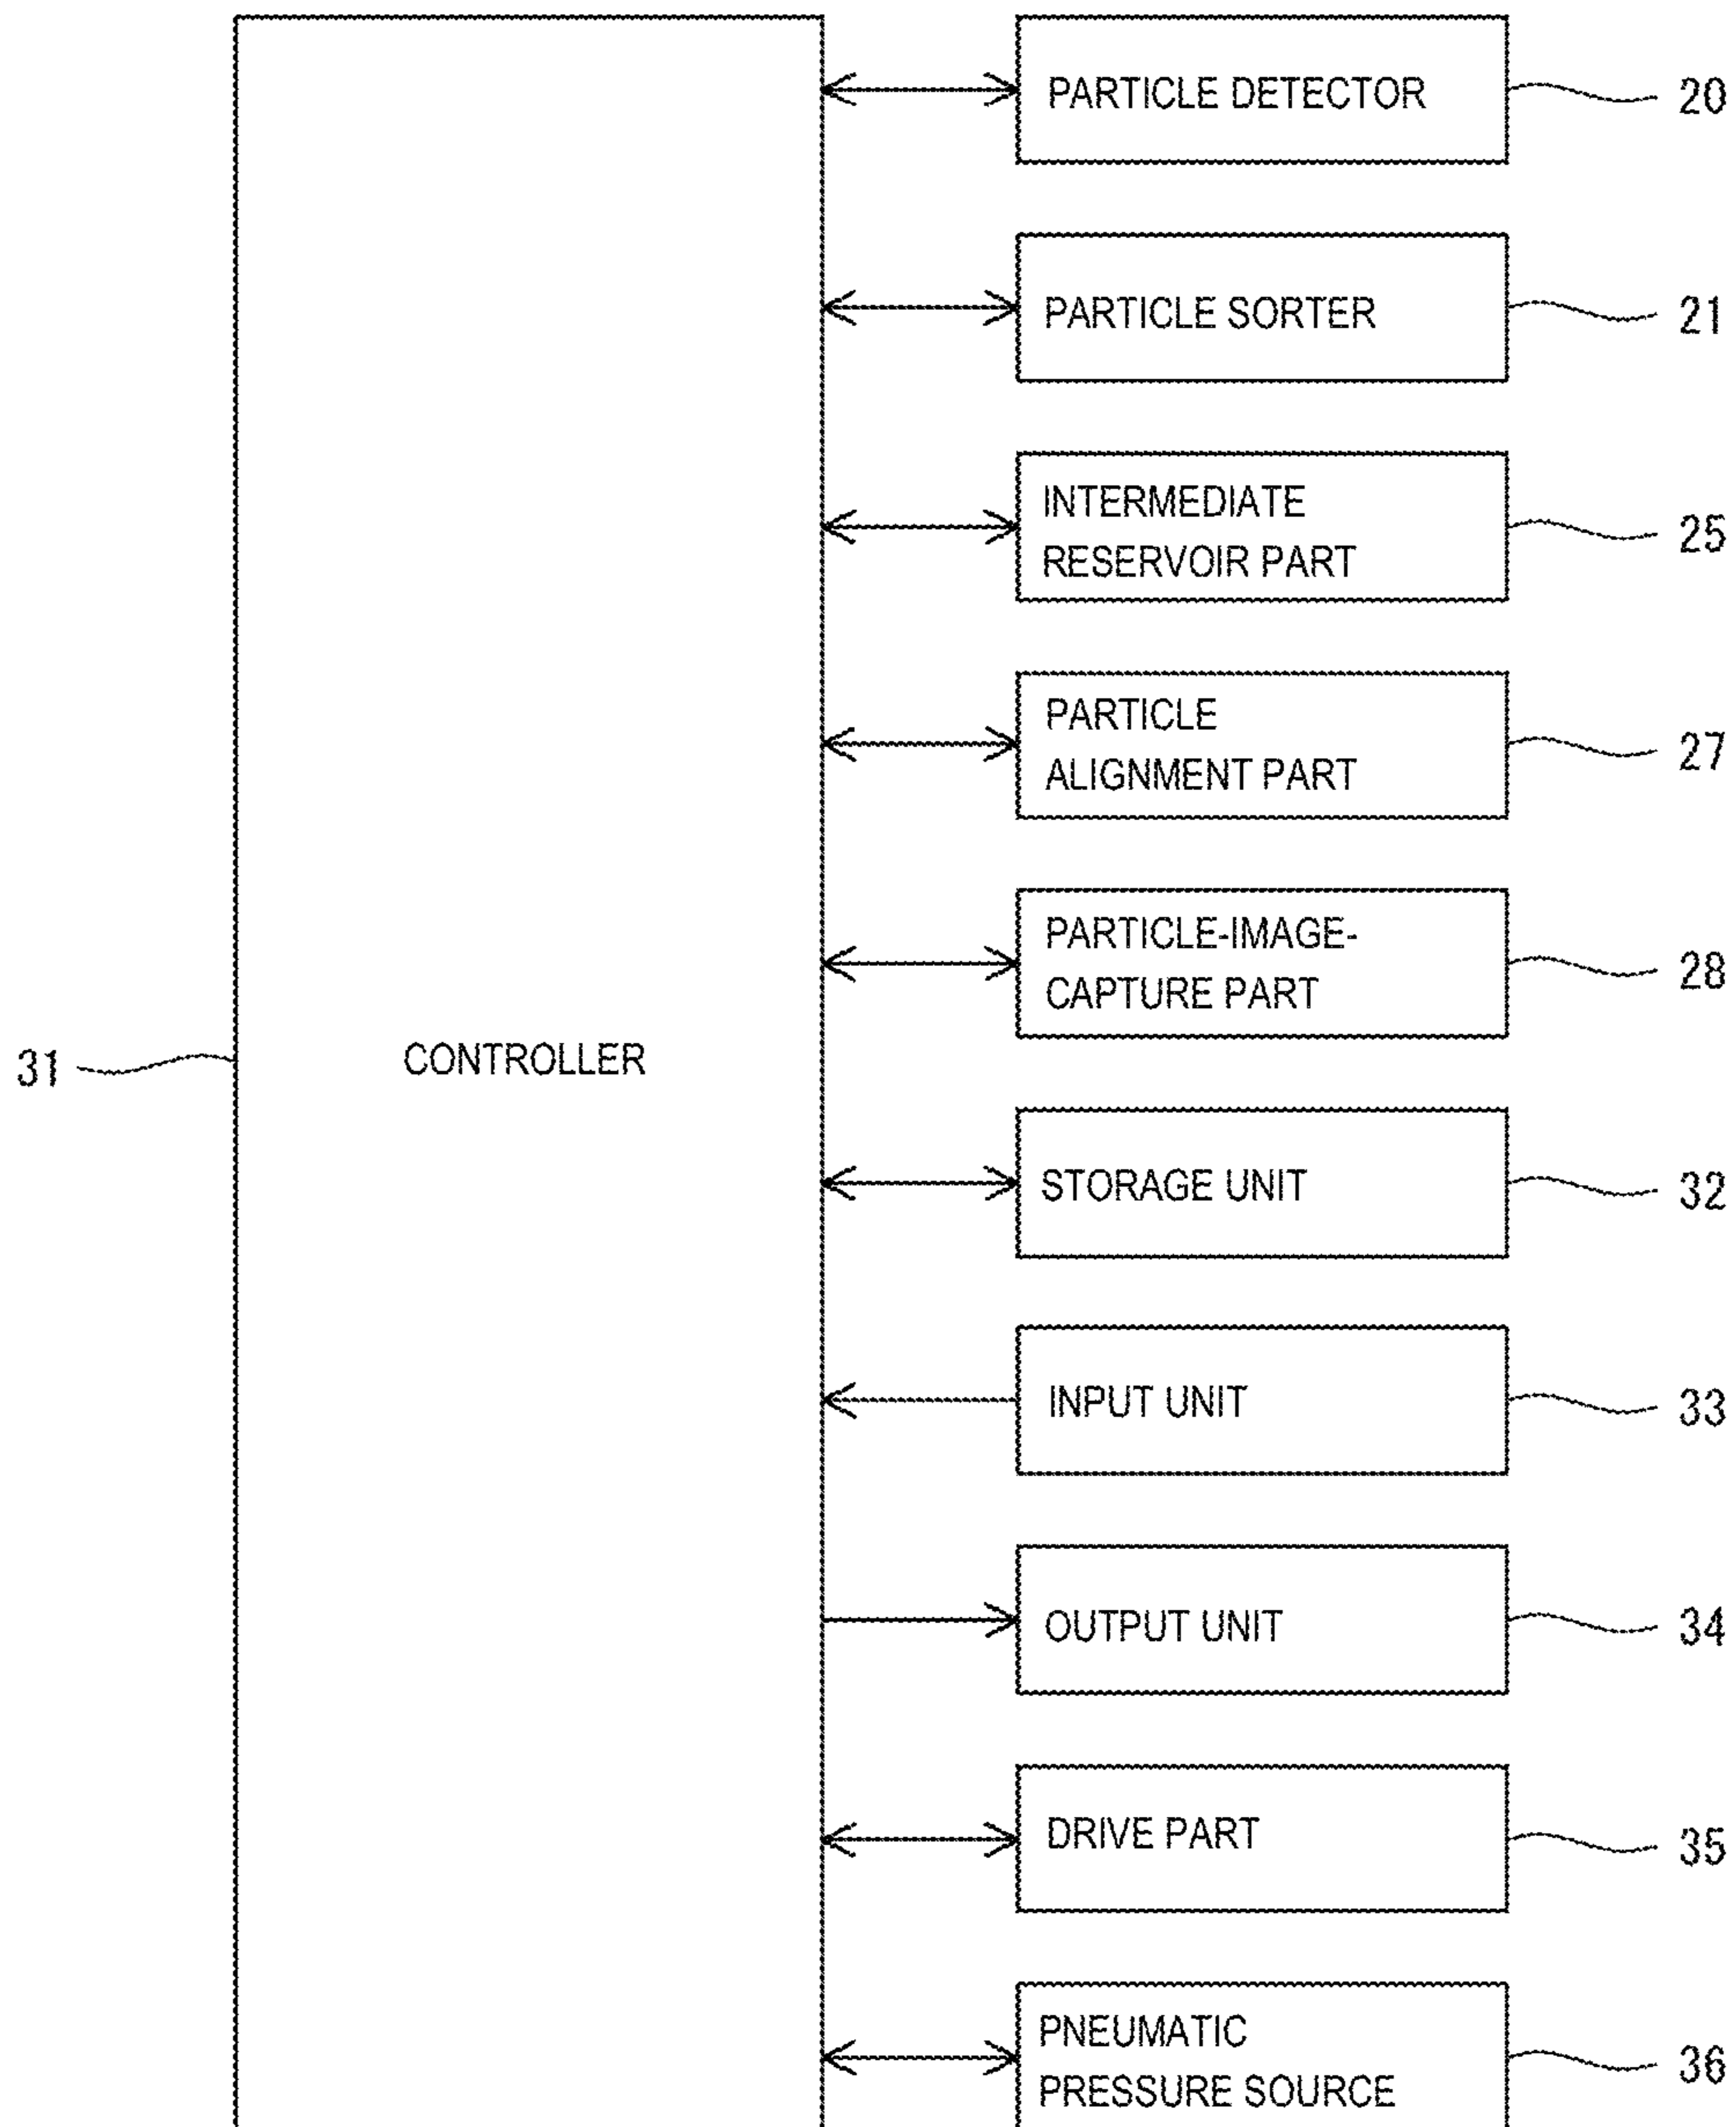 PARTICLE DETECTOR
20
PARTICLE SORTER
21
INTERMEDIATE
RESERVOIR PART
25
PARTICLE
ALIGNMENT PART
27
PARTICLE-IMAGE-
CAPTURE PART
28
31
CONTROLLER
STORAGE UNIT
32
INPUT UNIT
33
OUTPUT UNIT
34
DRIVE PART
35
PNEUMATIC
PRESSURE SOURCE
36